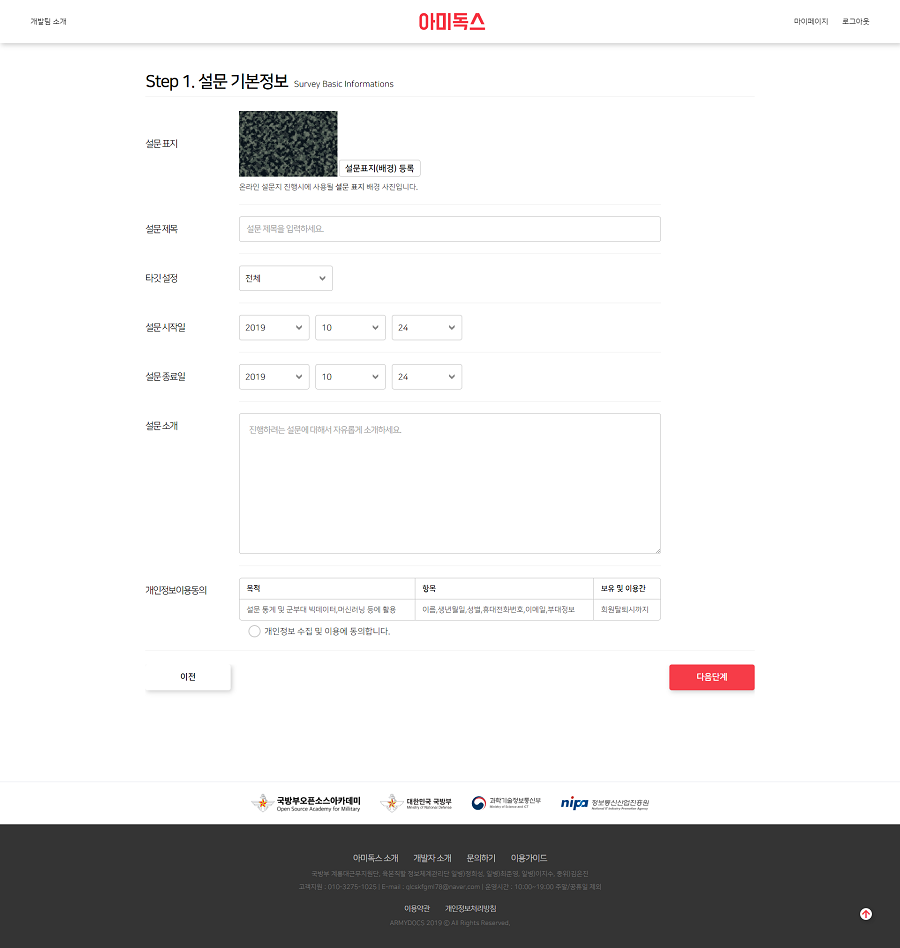 개발팀 소개
아미독스
마이페이지 로그아웃
Step 1. 설문 기본정보 Survey Basic Informations
설문 표지
설문표지(배경) 등록
온라인 설문지 진행시에 사용될 설문 표지 배경 사진입니다.
설문 제목
설문 제목을 입력하세요.
타깃 설정
전체
설문 시작일
2019 10 24
설문 종료일
2019 10 24
설문 소개
진행하려는 설문에 대해서 자유롭게 소개하세요.
개인정보이용동의
목적 항목 보유 및 이용간
설문 통계 및 군부대 빅데이터,머신러닝 등에 활용 이름,생년월일,성별,휴대전화번호,이메일,부대정보 회원탈퇴시까지
개인정보 수집 및 이용에 동의합니다.
이전
다음단계
국방부오픈소스아카데미
Open Source Academy for Military
대한민국 국방부
Ministry of National Defense
과학기술정보통신부
Ministry of Science and ICT
nipa 정보통신산업진흥원
National IT Industry Promotion Agency
아미독스 소개 개발자 소개 문의하기 이용가이드
고객지원 : 010-3275-1025 | E-mail : qlcskfgml78@naver.com | 운영시간 : 10:00~19:00 주말/공휴일 제외
이용약관 개인정보처리방침
ARMYDOCS 2019 ⓒ All Rights Reserved.